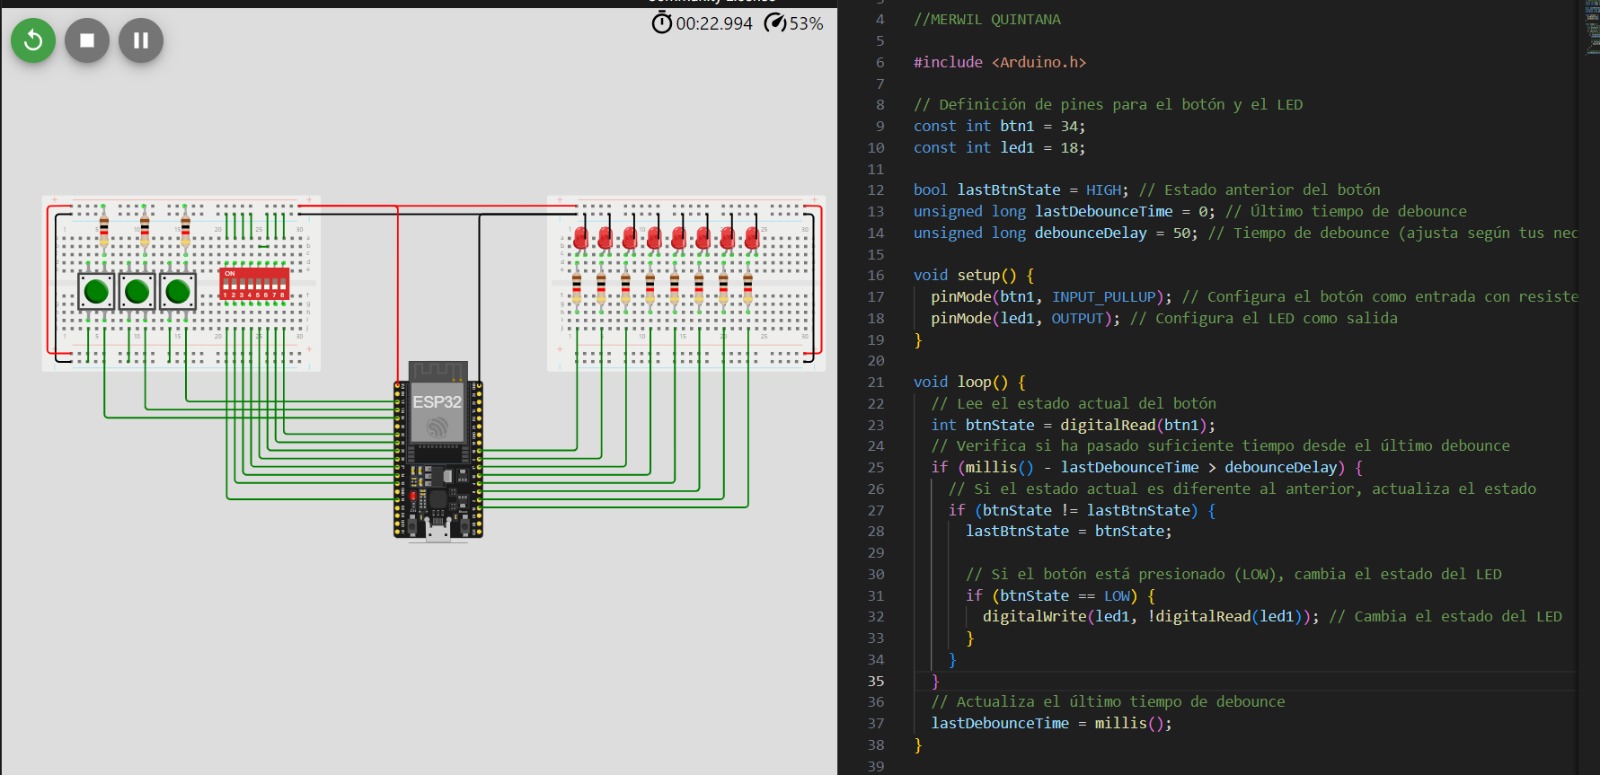 00:22.994 53%
ON
1 2 3 4 5 6 7 8
ESP32
4 //MERWIL QUINTANA
5
6 #include <Arduino.h>
7
8 // Definición de pines para el botón y el LED
9 const int btn1 = 34;
10 const int led1 = 18;
11
12 bool lastBtnState = HIGH; // Estado anterior del botón
13 unsigned long lastDebounceTime = 0; // Último tiempo de debounce
14 unsigned long debounceDelay = 50; // Tiempo de debounce (ajusta según tus nec
15
16 void setup() {
17 pinMode(btn1, INPUT_PULLUP); // Configura el botón como entrada con resiste
18 pinMode(led1, OUTPUT); // Configura el LED como salida
19 }
20
21 void loop() {
22 // Lee el estado actual del botón
23 int btnState = digitalRead(btn1);
24 // Verifica si ha pasado suficiente tiempo desde el último debounce
25 if (millis() - lastDebounceTime > debounceDelay) {
26 // Si el estado actual es diferente al anterior, actualiza el estado
27 if (btnState != lastBtnState) {
28 lastBtnState = btnState;
29
30 // Si el botón está presionado (LOW), cambia el estado del LED
31 if (btnState == LOW) {
32 digitalWrite(led1, !digitalRead(led1)); // Cambia el estado del LED
33 }
34 }
35 }
36 // Actualiza el último tiempo de debounce
37 lastDebounceTime = millis();
38 }
39